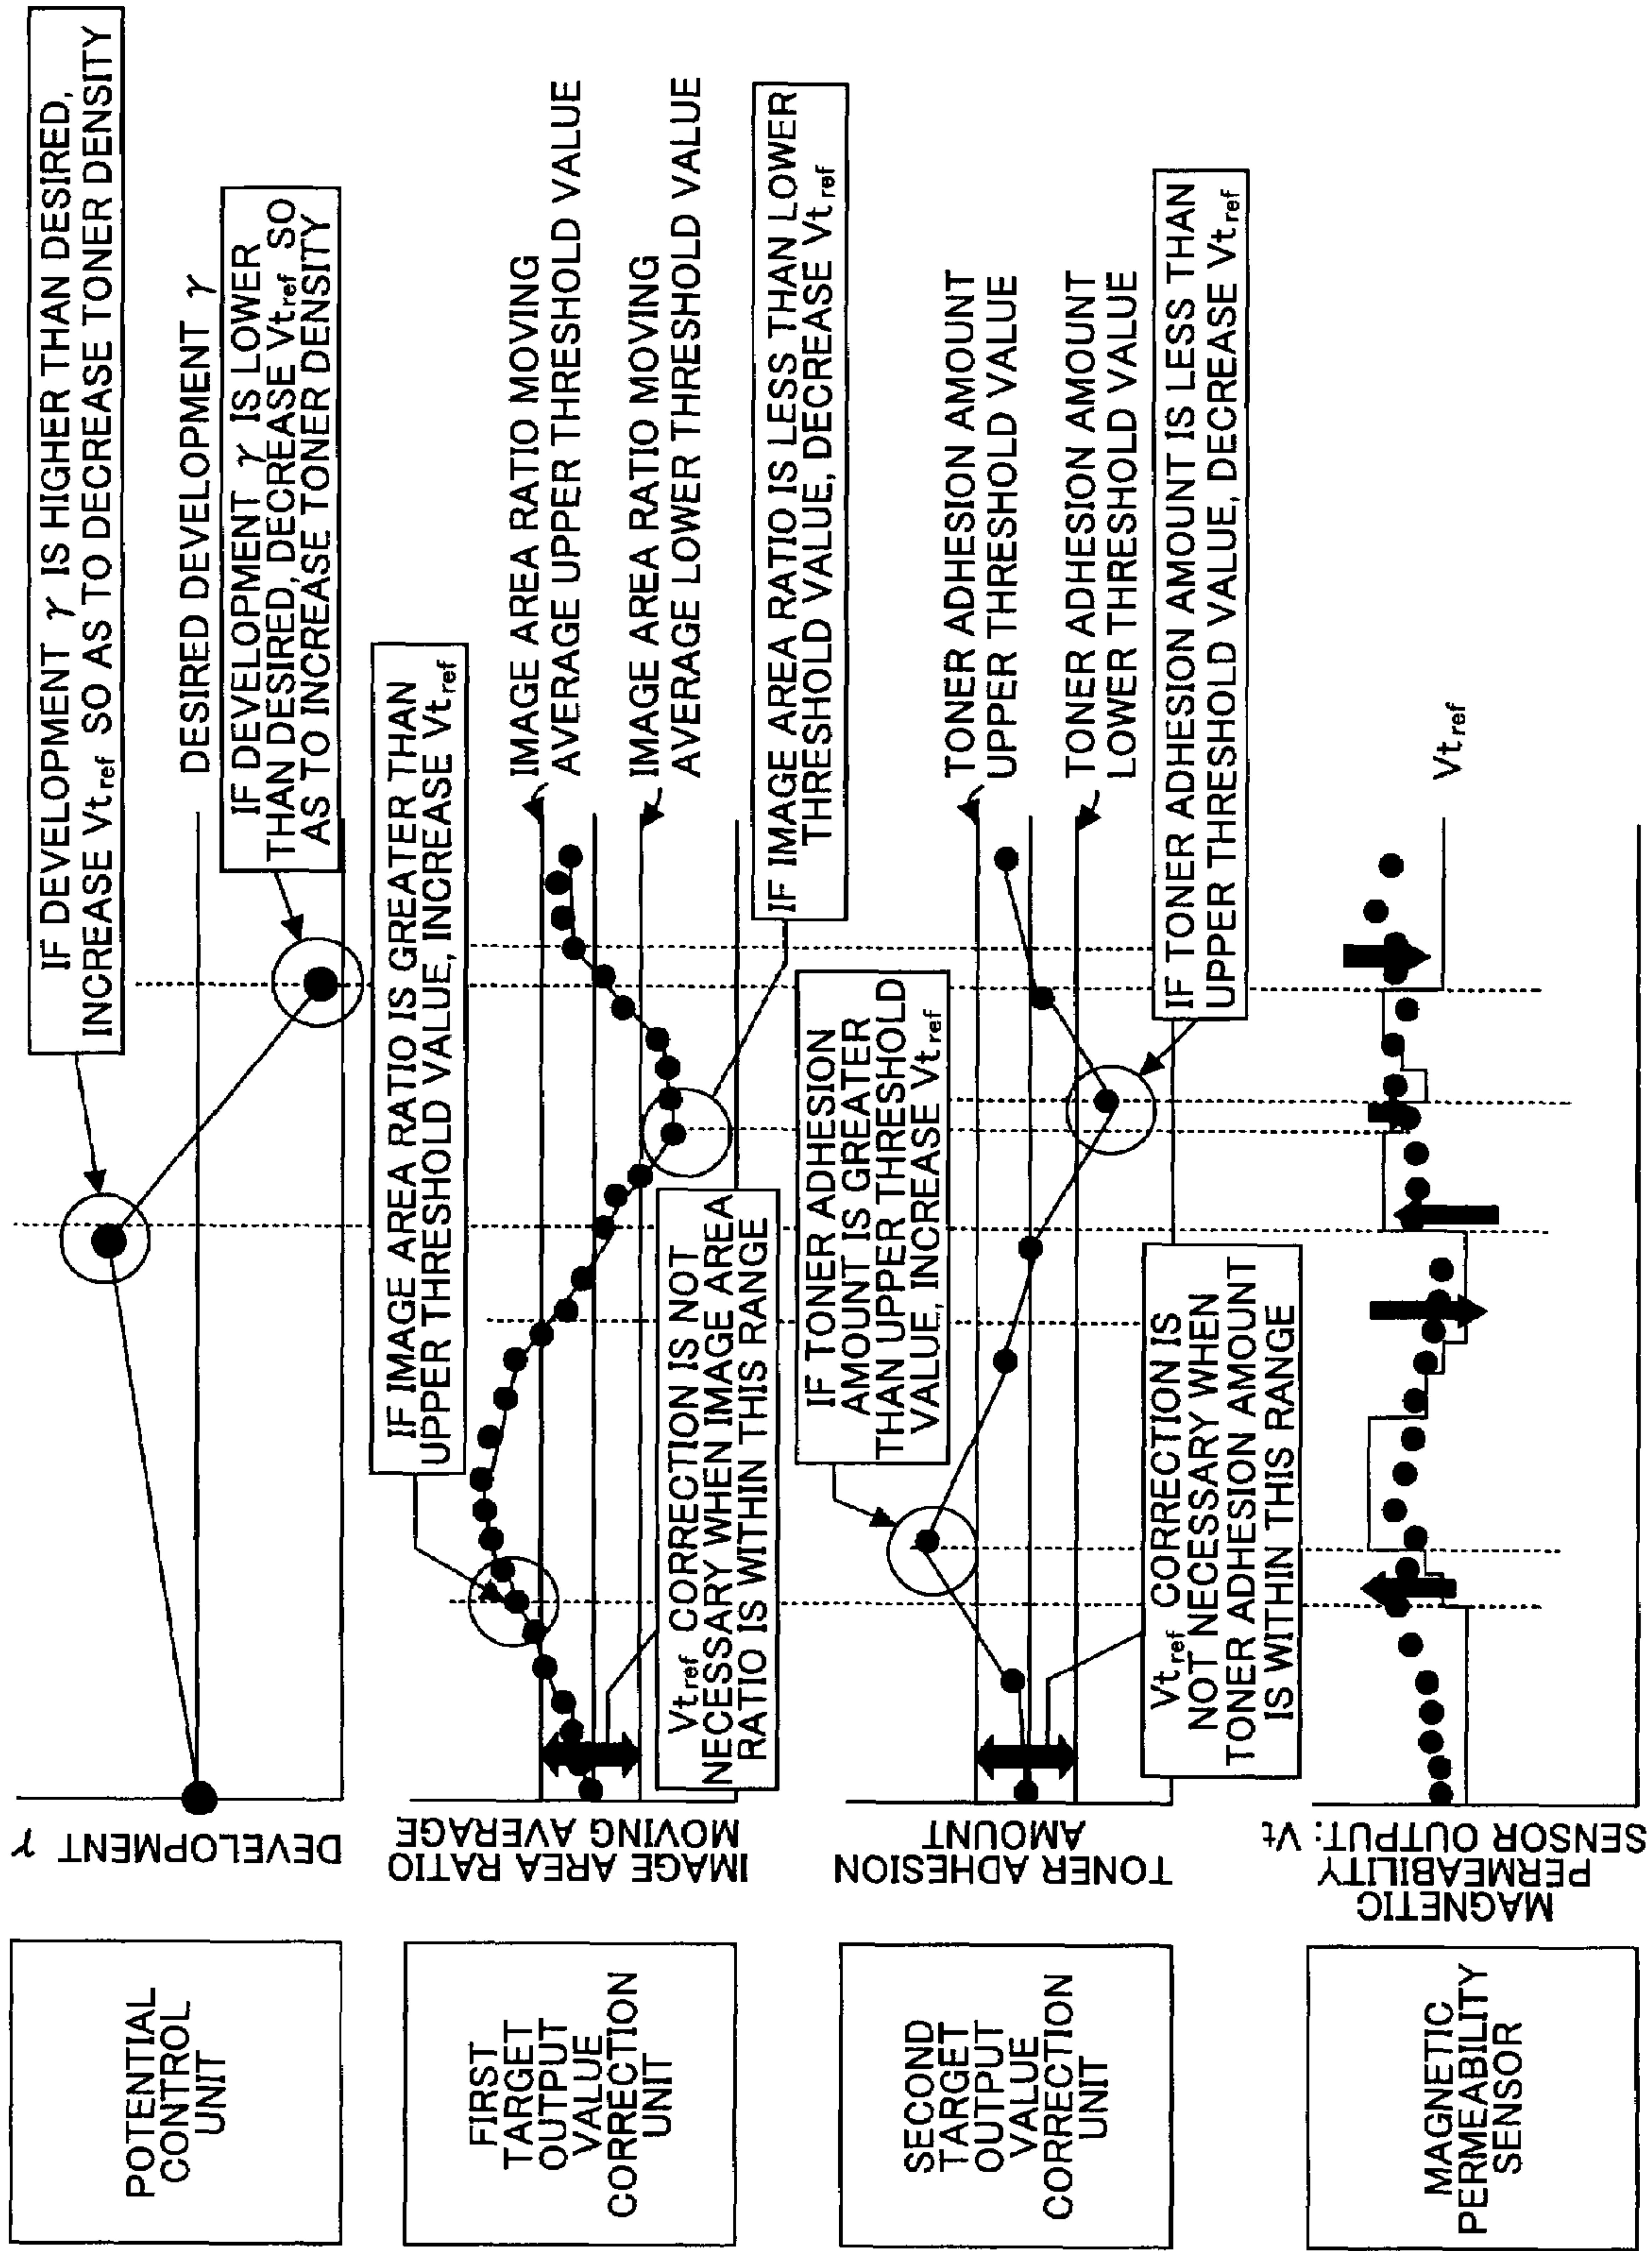 POTENTIAL
CONTROL
UNIT
DEVELOPMENT γ
IF DEVELOPMENT γ IS HIGHER THAN DESIRED,
INCREASE Vtref SO AS TO DECREASE TONER DENSITY
DESIRED DEVELOPMENT γ
IF DEVELOPMENT γ IS LOWER
THAN DESIRED, DECREASE Vtref SO
AS TO INCREASE TONER DENSITY
FIRST
TARGET
OUTPUT
VALUE
CORRECTION
UNIT
IMAGE AREA RATIO
MOVING AVERAGE
IF IMAGE AREA RATIO IS GREATER THAN
UPPER THRESHOLD VALUE, INCREASE Vtref
IMAGE AREA RATIO MOVING
AVERAGE UPPER THRESHOLD VALUE
IMAGE AREA RATIO MOVING
AVERAGE LOWER THRESHOLD VALUE
Vtref CORRECTION IS NOT
NECESSARY WHEN IMAGE AREA
RATIO IS WITHIN THIS RANGE
IF IMAGE AREA RATIO IS LESS THAN LOWER
THRESHOLD VALUE, DECREASE Vtref
SECOND
TARGET
OUTPUT
VALUE
CORRECTION
UNIT
TONER ADHESION
AMOUNT
IF TONER ADHESION
AMOUNT IS GREATER
THAN UPPER THRESHOLD
VALUE, INCREASE Vtref
TONER ADHESION AMOUNT
UPPER THRESHOLD VALUE
TONER ADHESION AMOUNT
LOWER THRESHOLD VALUE
Vtref CORRECTION IS
NOT NECESSARY WHEN
TONER ADHESION AMOUNT
IS WITHIN THIS RANGE
IF TONER ADHESION AMOUNT IS LESS THAN
UPPER THRESHOLD VALUE, DECREASE Vtref
MAGNETIC
PERMEABILITY
SENSOR
MAGNETIC
PERMEABILITY
SENSOR OUTPUT: Vt
Vtref